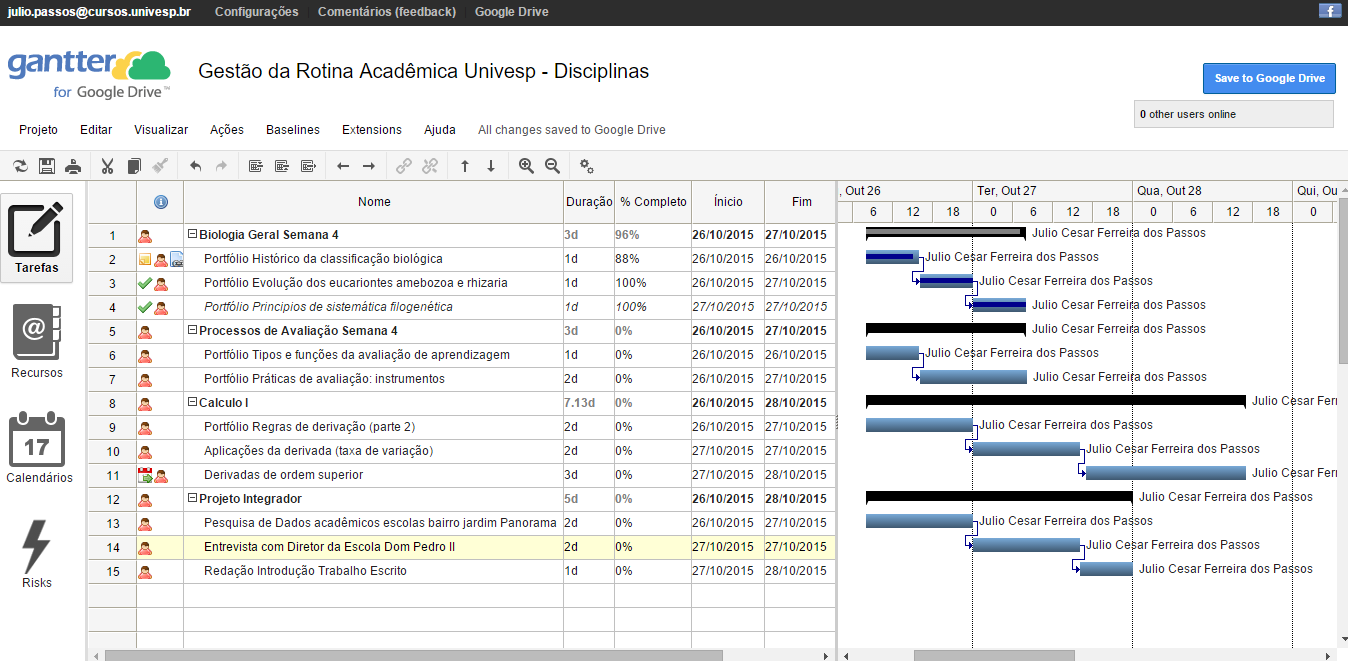 julio.passos@cursos.univesp.br Configurações Comentários (feedback) Google Drive f
gantter
for Google Drive™
Gestão da Rotina Acadêmica Univesp - Disciplinas
Save to Google Drive
0 other users online
Projeto Editar Visualizar Ações Baselines Extensions Ajuda All changes saved to Google Drive
Tarefas
@
Recursos
17
Calendários
Risks
i Nome Duração % Completo Ínicio Fim
, Out 26 Ter, Out 27 Qua, Out 28 Qui, Ou
6 12 18 0 6 12 18 0 6 12 18 0
1 Biologia Geral Semana 4 3d 96% 26/10/2015 27/10/2015 Julio Cesar Ferreira dos Passos
2 Portfólio Histórico da classificação biológica 1d 88% 26/10/2015 26/10/2015 Julio Cesar Ferreira dos Passos
3 Portfólio Evolução dos eucariontes amebozoa e rhizaria 1d 100% 26/10/2015 27/10/2015 Julio Cesar Ferreira dos Passos
4 Portfólio Principios de sistemática filogenética 1d 100% 27/10/2015 27/10/2015 Julio Cesar Ferreira dos Passos
5 Processos de Avaliação Semana 4 3d 0% 26/10/2015 27/10/2015 Julio Cesar Ferreira dos Passos
6 Portfólio Tipos e funções da avaliação de aprendizagem 1d 0% 26/10/2015 26/10/2015 Julio Cesar Ferreira dos Passos
7 Portfólio Práticas de avaliação: instrumentos 2d 0% 26/10/2015 27/10/2015 Julio Cesar Ferreira dos Passos
8 Calculo I 7.13d 0% 26/10/2015 28/10/2015 Julio Cesar Ferr
9 Portfólio Regras de derivação (parte 2) 2d 0% 26/10/2015 27/10/2015 Julio Cesar Ferreira dos Passos
10 Aplicações da derivada (taxa de variação) 2d 0% 27/10/2015 27/10/2015 Julio Cesar Ferreira dos Passos
11 Derivadas de ordem superior 3d 0% 27/10/2015 28/10/2015 Julio Cesar Ferr
12 Projeto Integrador 5d 0% 26/10/2015 28/10/2015 Julio Cesar Ferreira dos Passos
13 Pesquisa de Dados acadêmicos escolas bairro jardim Panorama 2d 0% 26/10/2015 27/10/2015 Julio Cesar Ferreira dos Passos
14 Entrevista com Diretor da Escola Dom Pedro II 2d 0% 27/10/2015 27/10/2015 Julio Cesar Ferreira dos Passos
15 Redação Introdução Trabalho Escrito 1d 0% 27/10/2015 28/10/2015 Julio Cesar Ferreira dos Passos